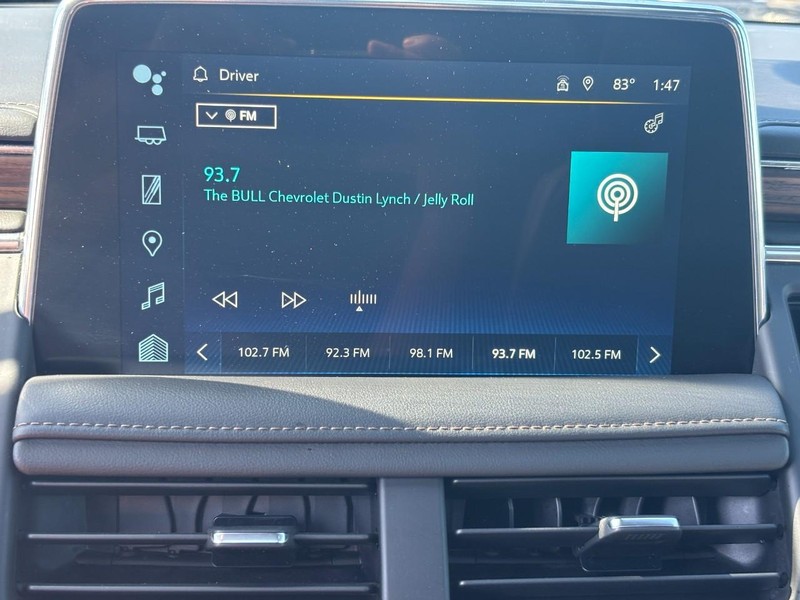 Driver
83° 1:47
FM
93.7
The BULL Chevrolet Dustin Lynch / Jelly Roll
102.7 FM 92.3 FM 98.1 FM 93.7 FM 102.5 FM